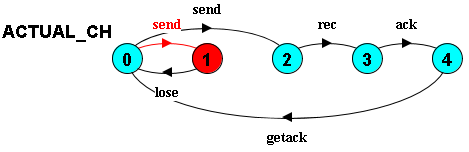 send
send rec ack
ACTUAL_CH
0 1 2 3 4
lose
getack